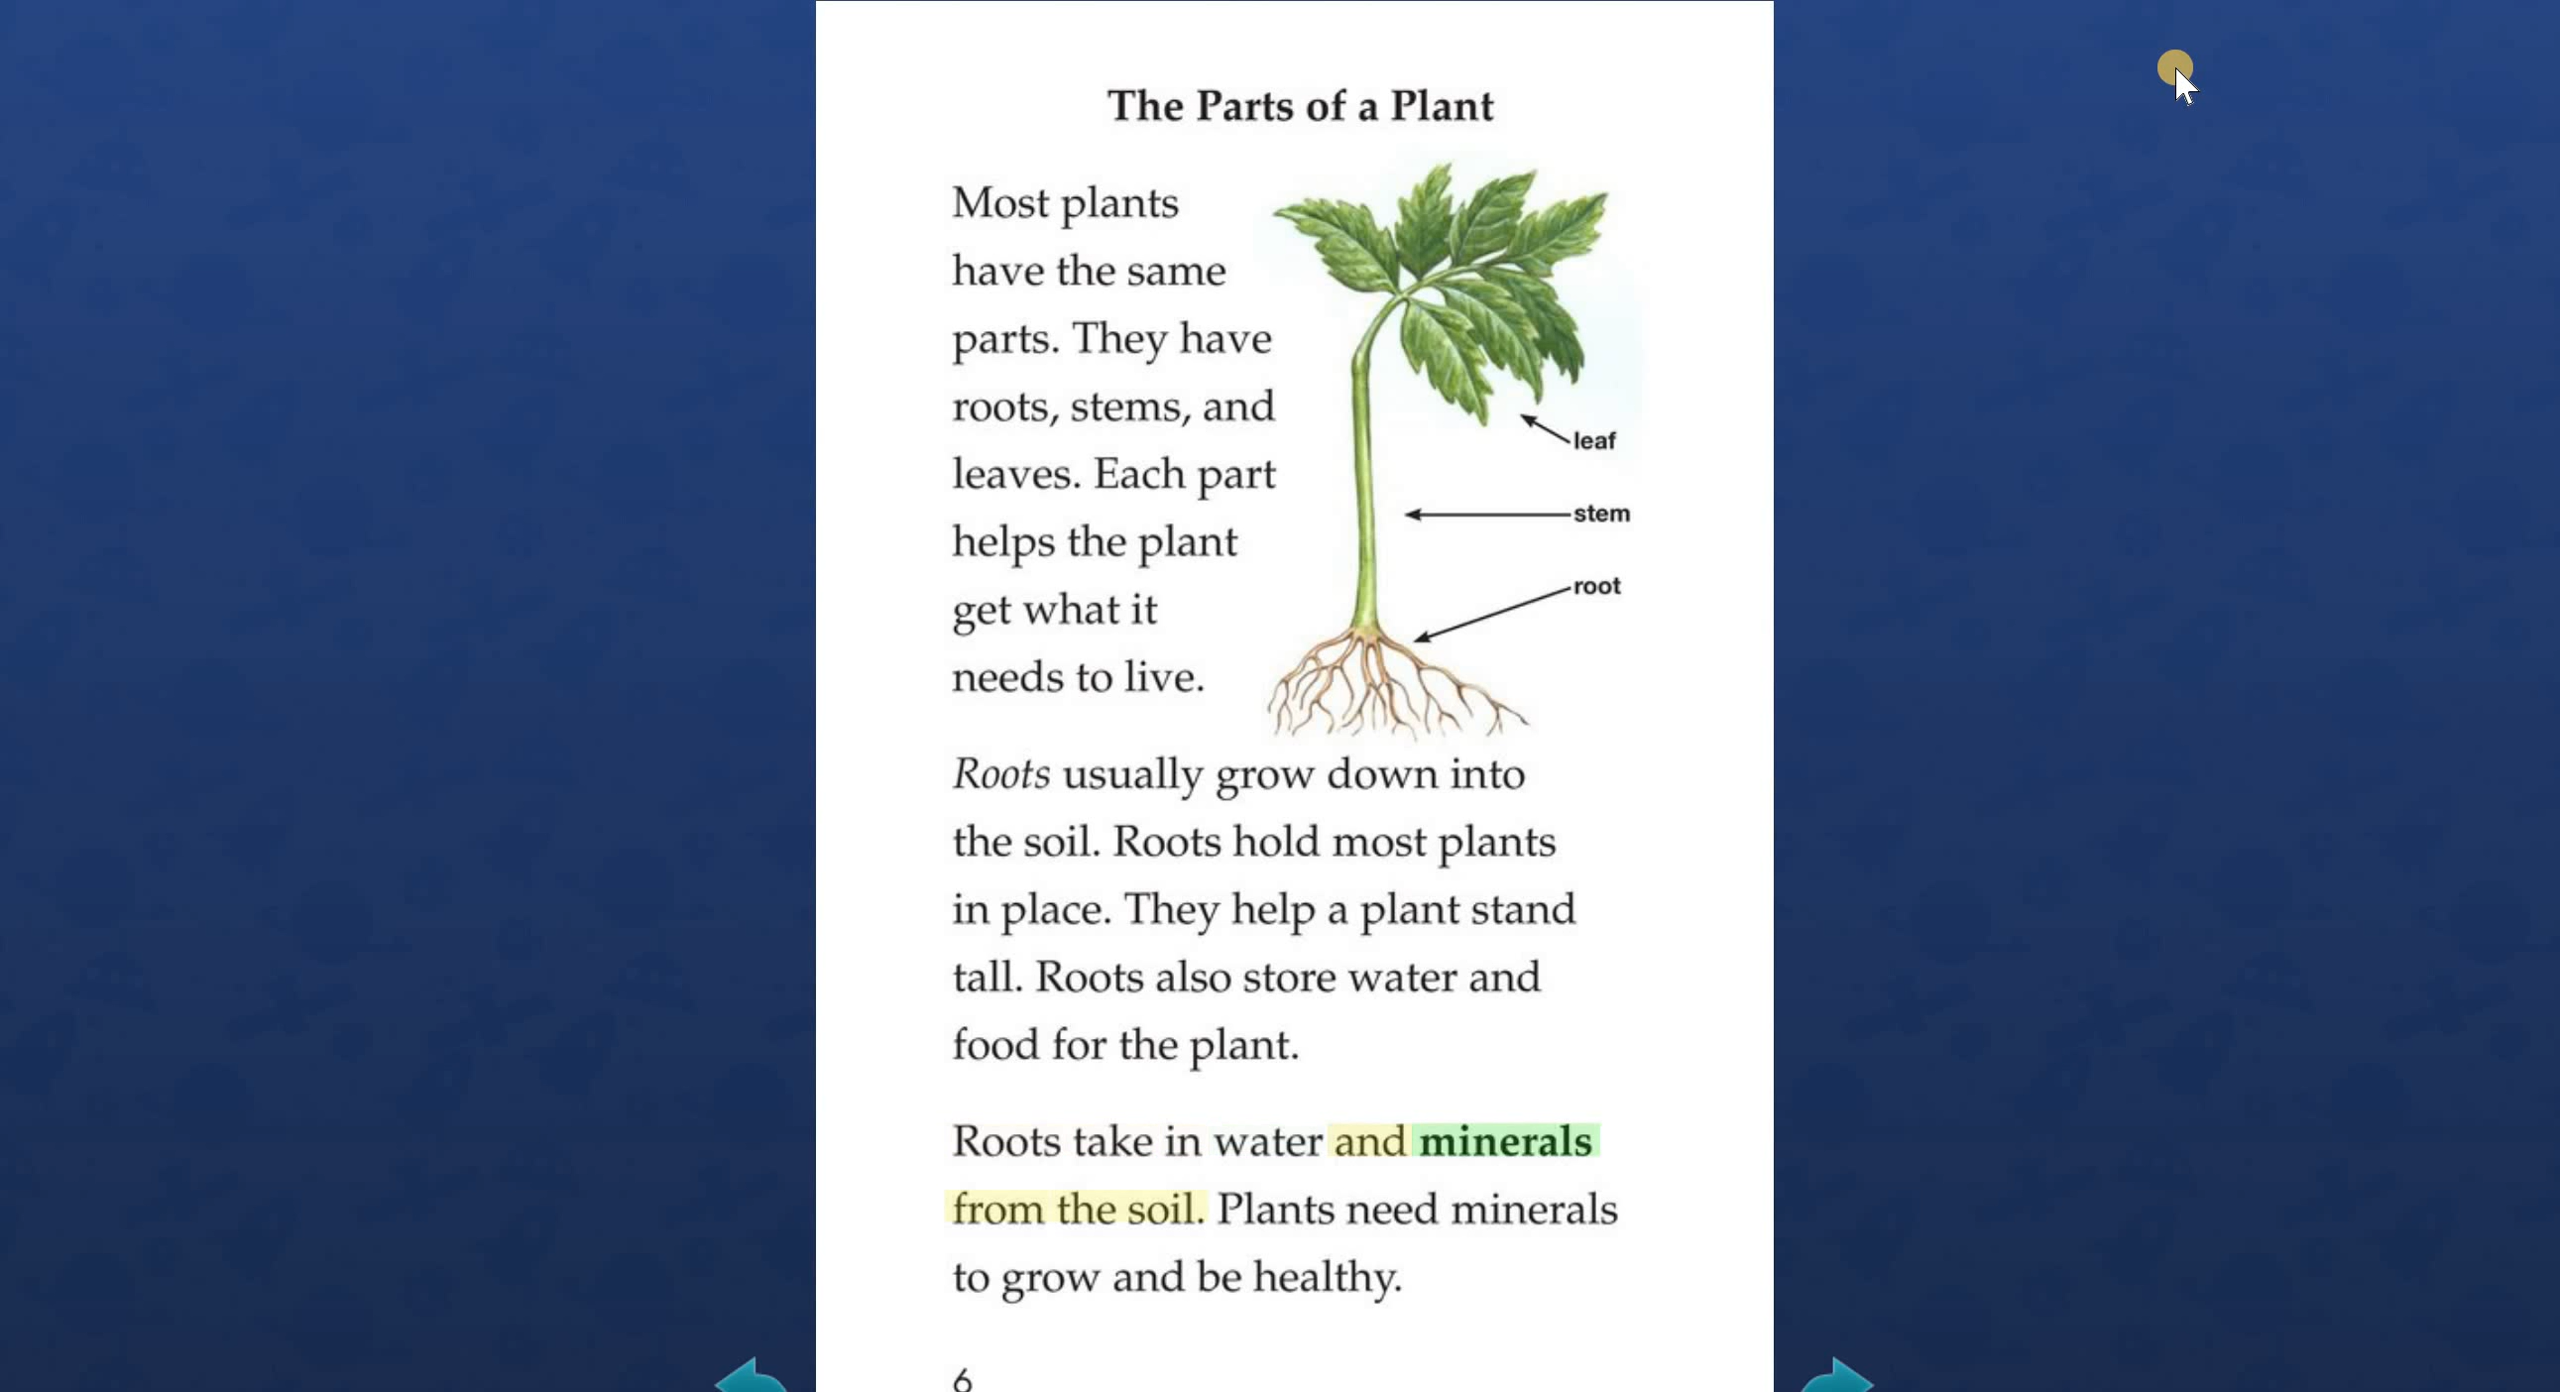 The Parts of a Plant
Most plants
have the same
parts. They have
roots, stems, and
leaves. Each part
helps the plant
get what it
needs to live.
leaf
stem
root
Roots usually grow down into
the soil. Roots hold most plants
in place. They help a plant stand
tall. Roots also store water and
food for the plant.
Roots take in water and minerals
from the soil. Plants need minerals
to grow and be healthy.
6